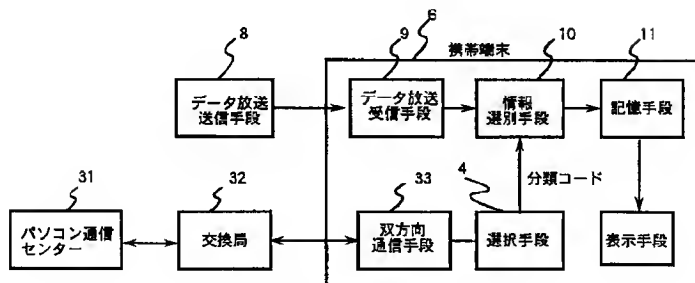 8
9
6
10
11
携帯端末
データ放送
送信手段
データ放送
受信手段
情報
選別手段
記憶手段
31
32
33
4
分類コード
パソコン通信
センター
交換局
双方向
通信手段
選択手段
表示手段